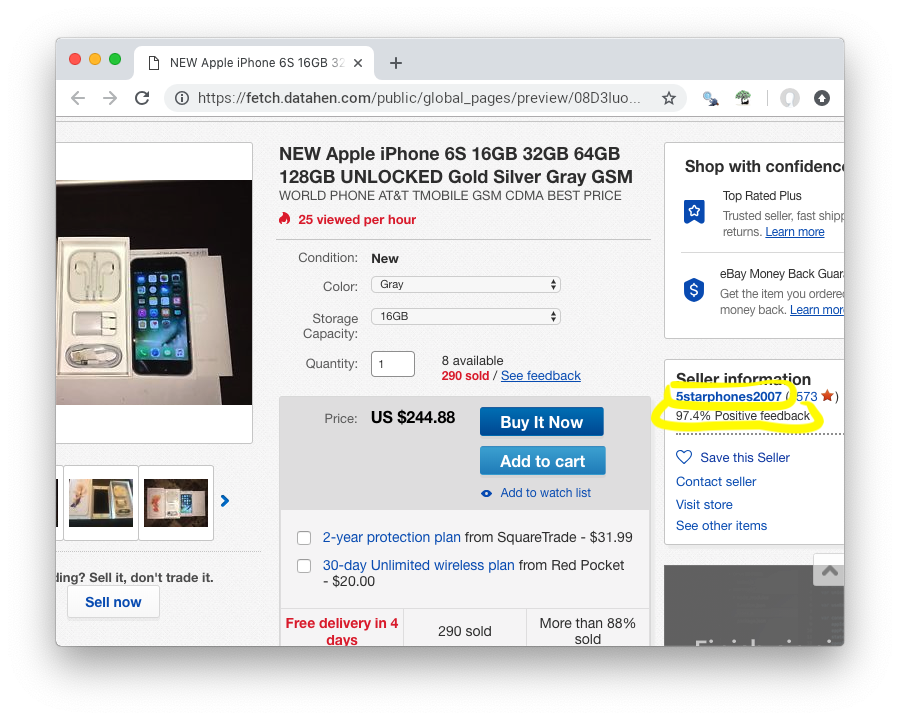 NEW Apple iPhone 6S 16GB 32
https://fetch.datahen.com/public/global_pages/preview/08D3luo...
NEW Apple iPhone 6S 16GB 32GB 64GB
128GB UNLOCKED Gold Silver Gray GSM
WORLD PHONE AT&T TMOBILE GSM CDMA BEST PRICE
25 viewed per hour
Condition: New
Color: Gray
Storage
Capacity:
16GB
Quantity: 1
8 available
290 sold / See feedback
Price: US $244.88
Buy It Now
Add to cart
Add to watch list
2-year protection plan from SquareTrade - $31.99
30-day Unlimited wireless plan from Red Pocket
- $20.00
Free delivery in 4
days
290 sold
More than 88%
sold
ding? Sell it, don't trade it.
Sell now
Shop with confidence
Top Rated Plus
Trusted seller, fast shipp
returns. Learn more
eBay Money Back Guar
Get the item you ordered
money back. Learn mor
Seller information
5starphones2007 ( 573 )
97.4% Positive feedback
Save this Seller
Contact seller
Visit store
See other items